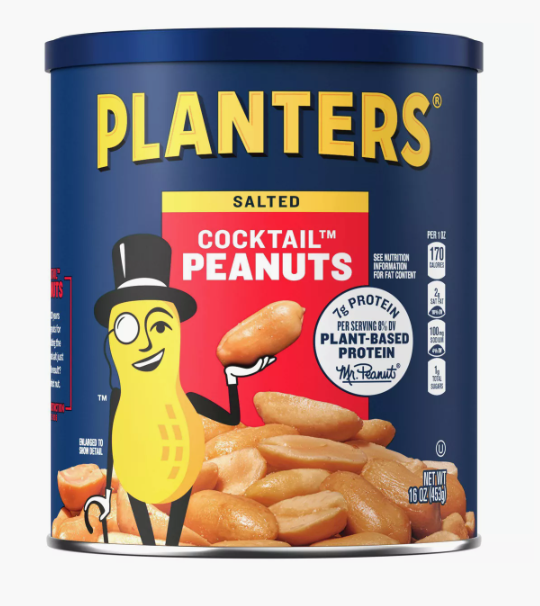 PLANTERS®
SALTED
COCKTAIL™
PEANUTS
SEE NUTRITION
INFORMATION
FOR FAT CONTENT
PER 1 OZ
170
CALORIES
2g
SAT FAT
100mg
SODIUM
1g
TOTAL
SUGARS
7g PROTEIN
PER SERVING 8% DV
PLANT-BASED
PROTEIN
Mr. Peanut®
TM
ENLARGED TO
SHOW DETAIL
U
NET WT
16 OZ (453g)